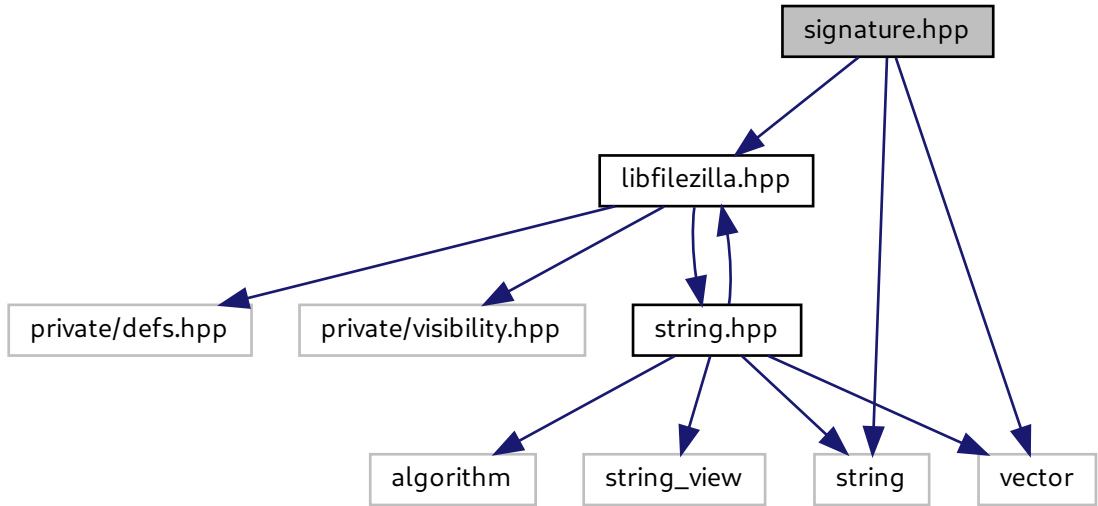 signature.hpp
libfilezilla.hpp
private/defs.hpp
private/visibility.hpp
string.hpp
algorithm
string_view
string
vector